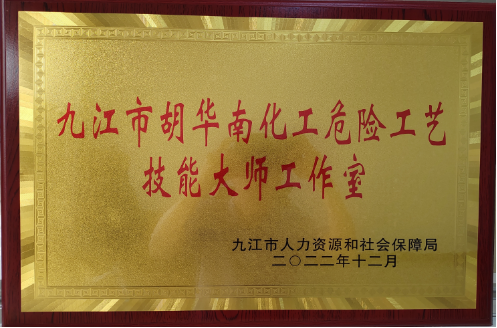 九江市胡华南化工危险工艺
技能大师工作室
九江市人力资源和社会保障局
二〇二二年十二月